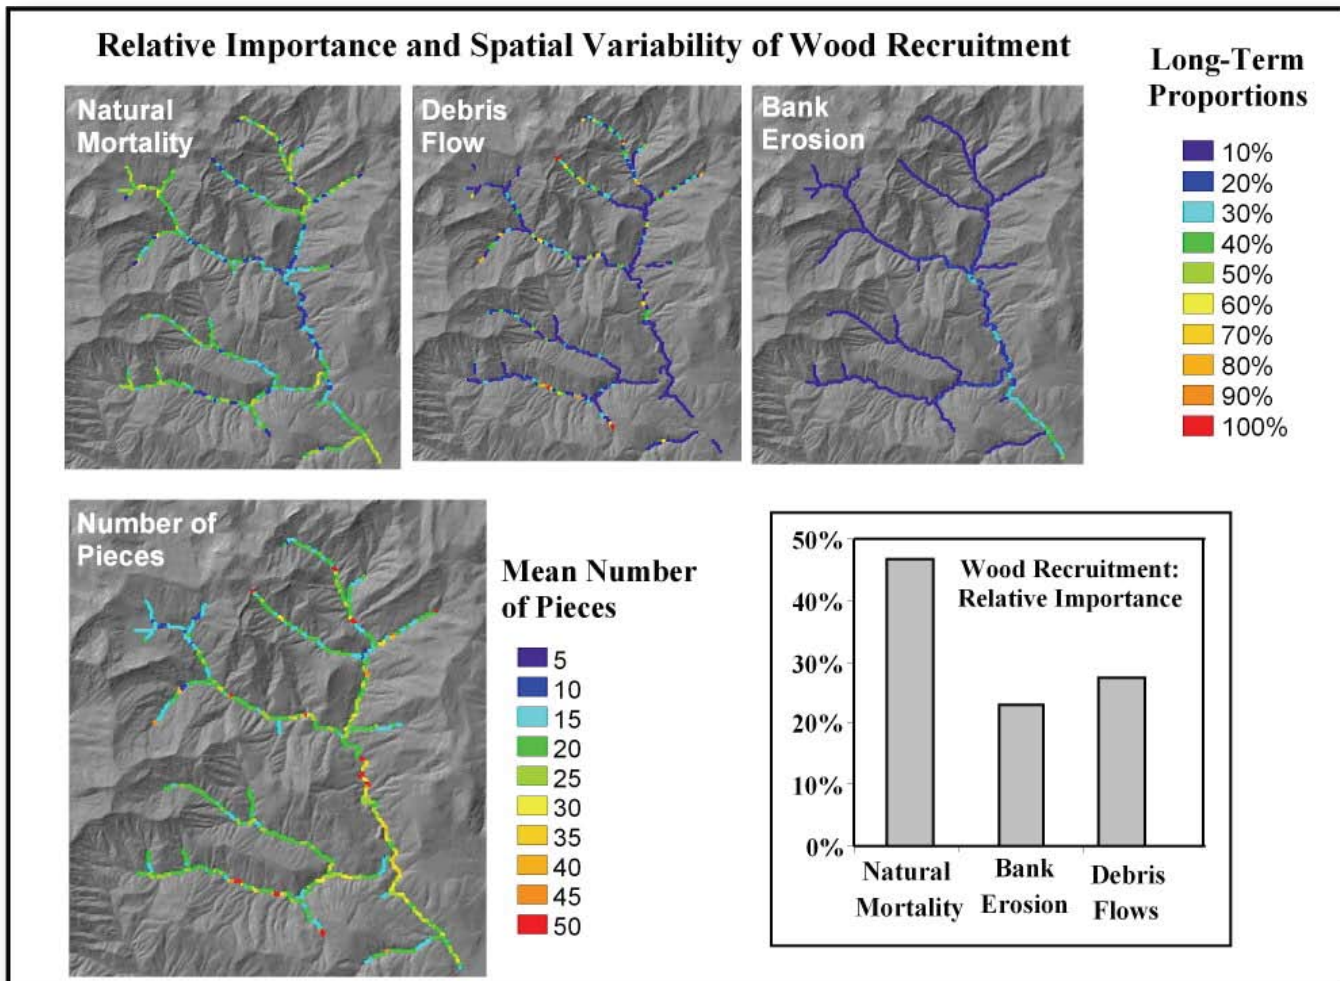 Relative Importance and Spatial Variability of Wood Recruitment
Natural
Mortality
Debris
Flow
Bank
Erosion
Long-Term
Proportions
10%
20%
30%
40%
50%
60%
70%
80%
90%
100%
Number of
Pieces
Mean Number
of Pieces
5
10
15
20
25
30
35
40
45
50
Wood Recruitment:
Relative Importance
50%
40%
30%
20%
10%
0%
Natural
Mortality
Bank
Erosion
Debris
Flows